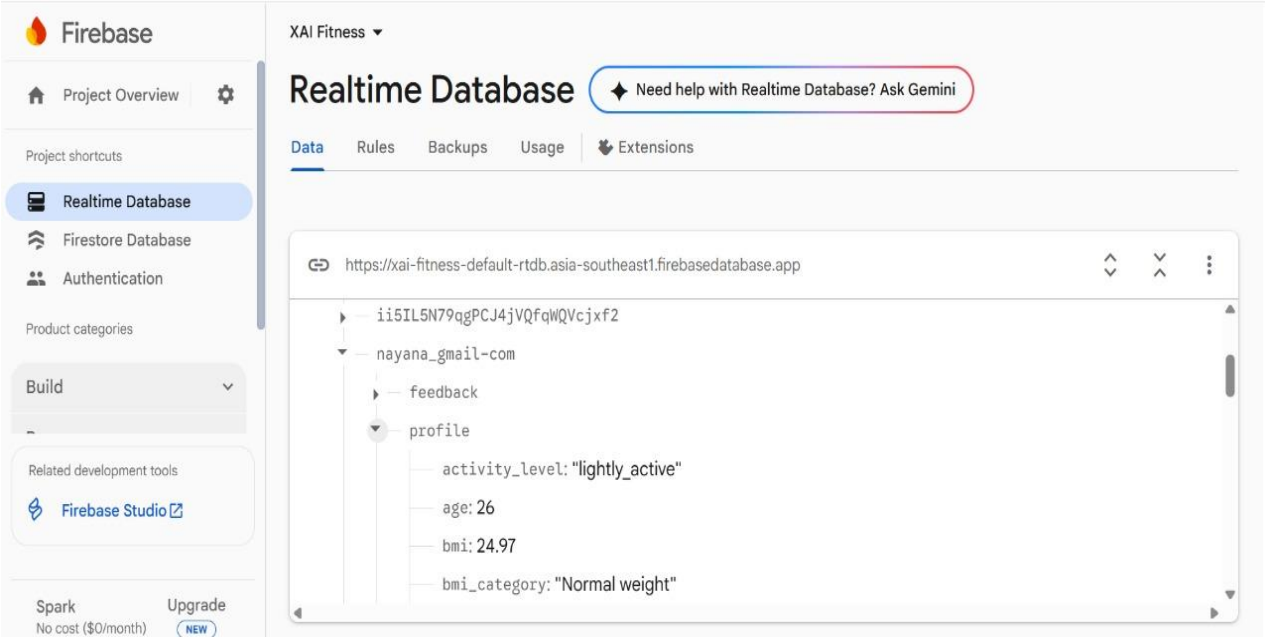 Firebase
Project Overview
Project shortcuts
Realtime Database
Firestore Database
Authentication
Product categories
Build
Related development tools
Firebase Studio
Spark
No cost ($0/month)
Upgrade
NEW
XAI Fitness
Realtime Database
Need help with Realtime Database? Ask Gemini
Data Rules Backups Usage Extensions
https://xai-fitness-default-rtdb.asia-southeast1.firebasedatabase.app
ii5IL5N79qgPCJ4jVQfqWQVcjxf2
nayana_gmail-com
feedback
profile
activity_level: "lightly_active"
age: 26
bmi: 24.97
bmi_category: "Normal weight"